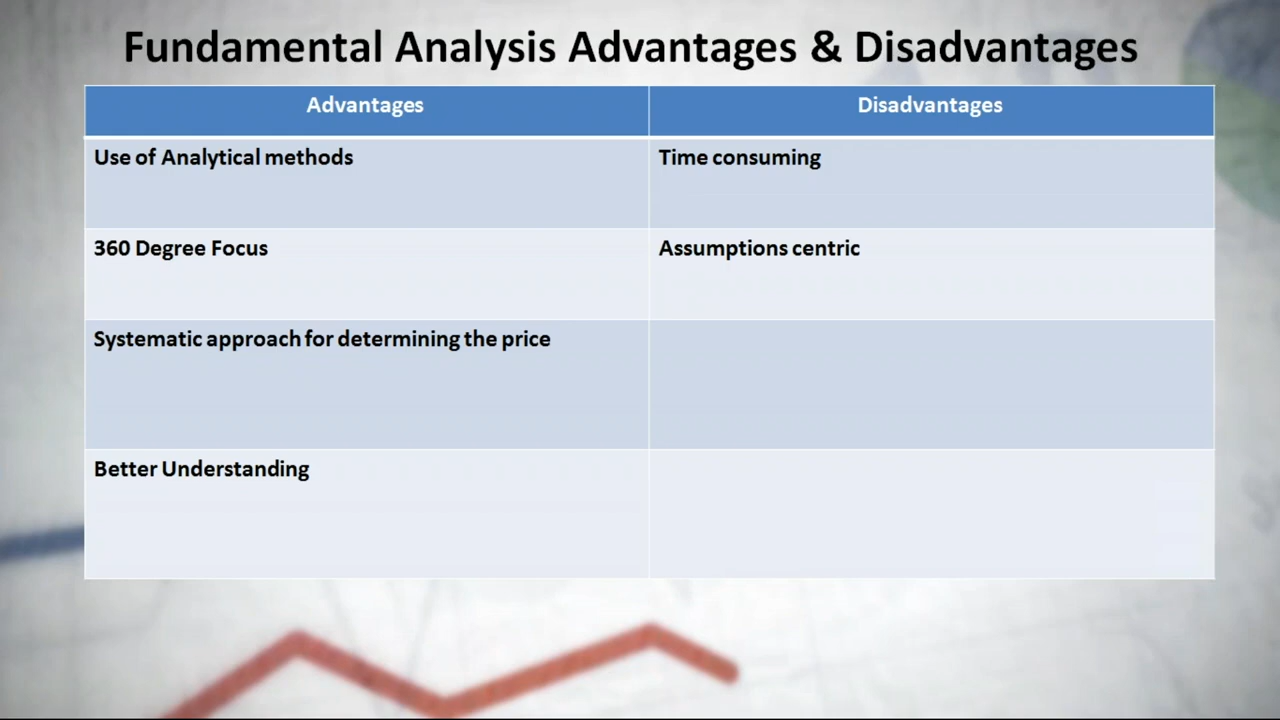 Fundamental Analysis Advantages & Disadvantages
Advantages Disadvantages
Use of Analytical methods Time consuming
360 Degree Focus Assumptions centric
Systematic approach for determining the price
Better Understanding